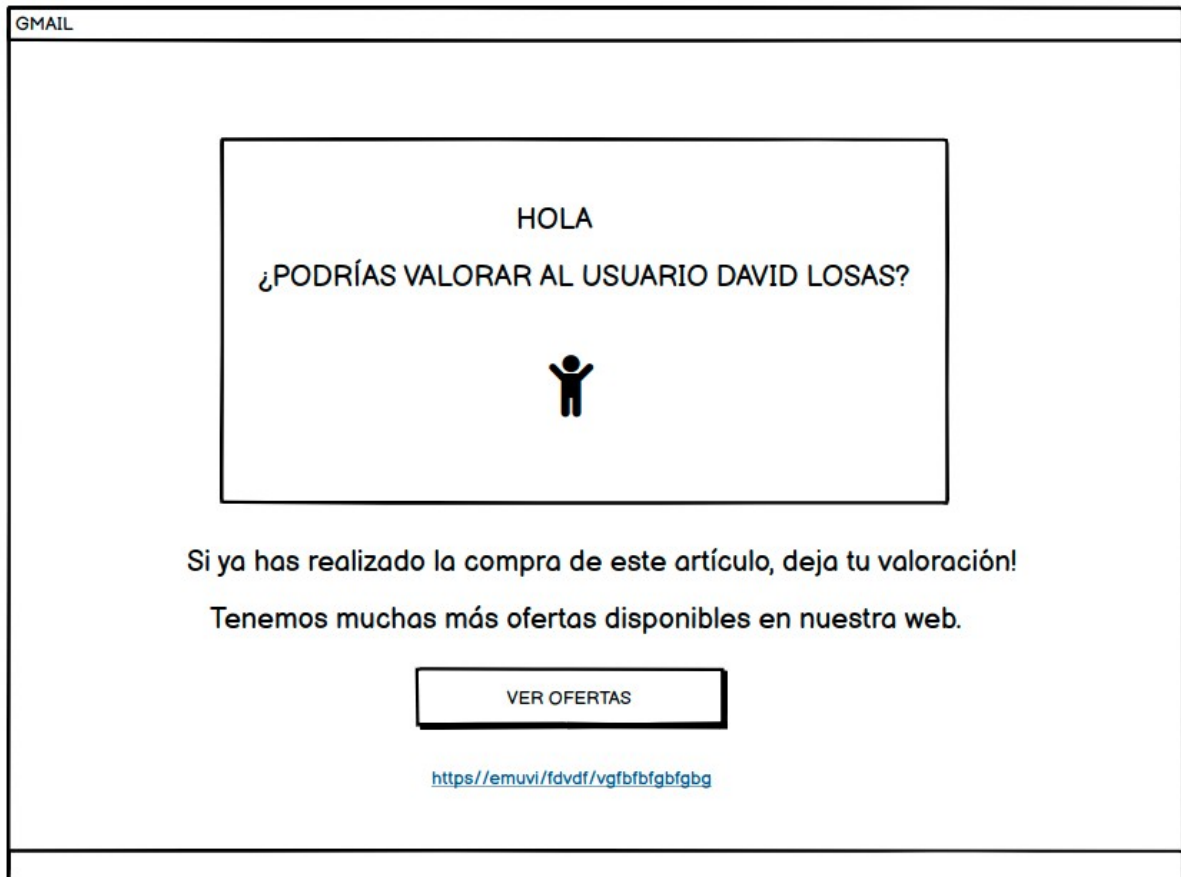 GMAIL
HOLA
¿PODRÍAS VALORAR AL USUARIO DAVID LOSAS?
Si ya has realizado la compra de este artículo, deja tu valoración!
Tenemos muchas más ofertas disponibles en nuestra web.
VER OFERTAS
https//emuvi/fdvdf/vgfbfbfgbfgbg